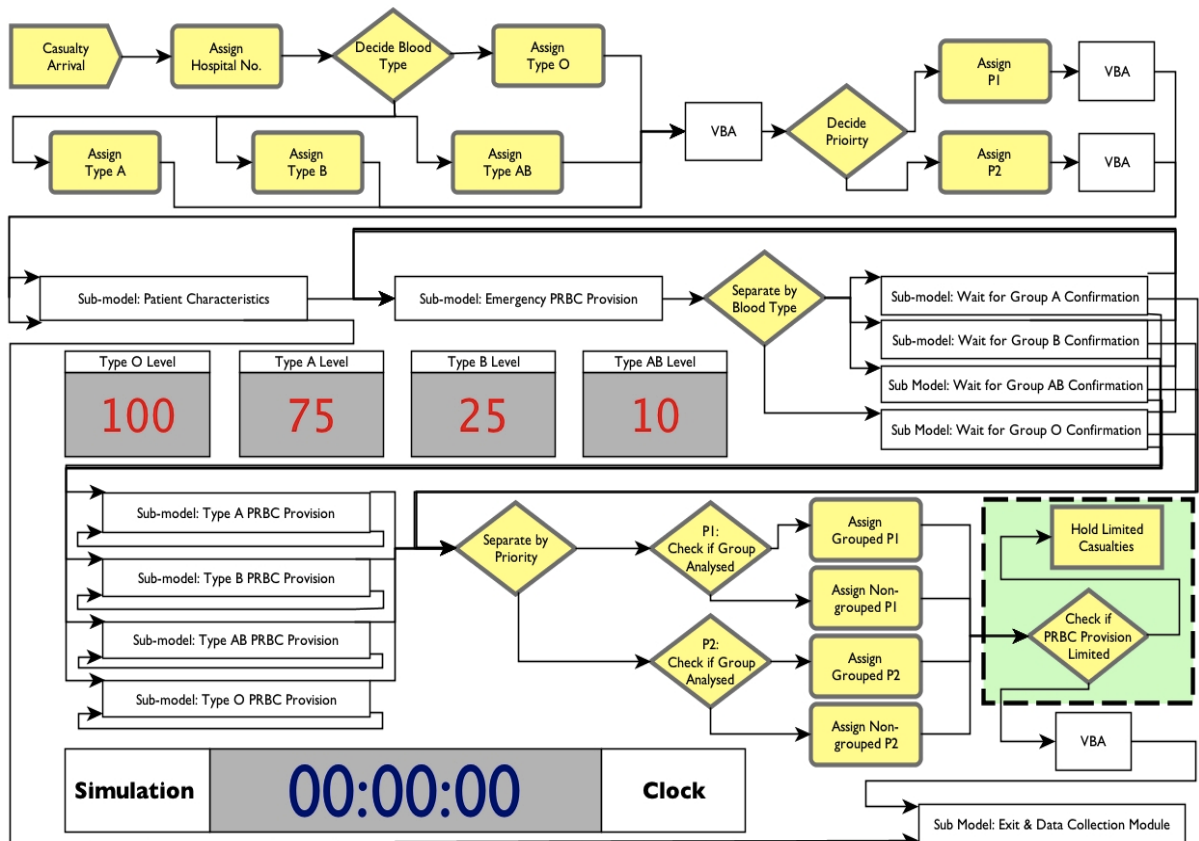 Casualty
Arrival
Assign
Hospital No.
Decide Blood
Type
Assign
Type O
Assign
Type A
Assign
Type B
Assign
Type AB
VBA
Decide
Prioirty
Assign
P1
VBA
Assign
P2
VBA
Sub-model: Patient Characteristics
Sub-model: Emergency PRBC Provision
Separate by
Blood Type
Sub-model: Wait for Group A Confirmation
Sub-model: Wait for Group B Confirmation
Sub Model: Wait for Group AB Confirmation
Sub Model: Wait for Group O Confirmation
Type O Level
100
Type A Level
75
Type B Level
25
Type AB Level
10
Sub-model: Type A PRBC Provision
Sub-model: Type B PRBC Provision
Sub-model: Type AB PRBC Provision
Sub-model: Type O PRBC Provision
Separate by
Priority
P1:
Check if Group
Analysed
P2:
Check if Group
Analysed
Assign
Grouped P1
Assign Non-
grouped P1
Assign
Grouped P2
Assign Non-
grouped P2
Hold Limited
Casualties
Check if
PRBC Provision
Limited
VBA
Simulation
00:00:00
Clock
Sub Model: Exit & Data Collection Module